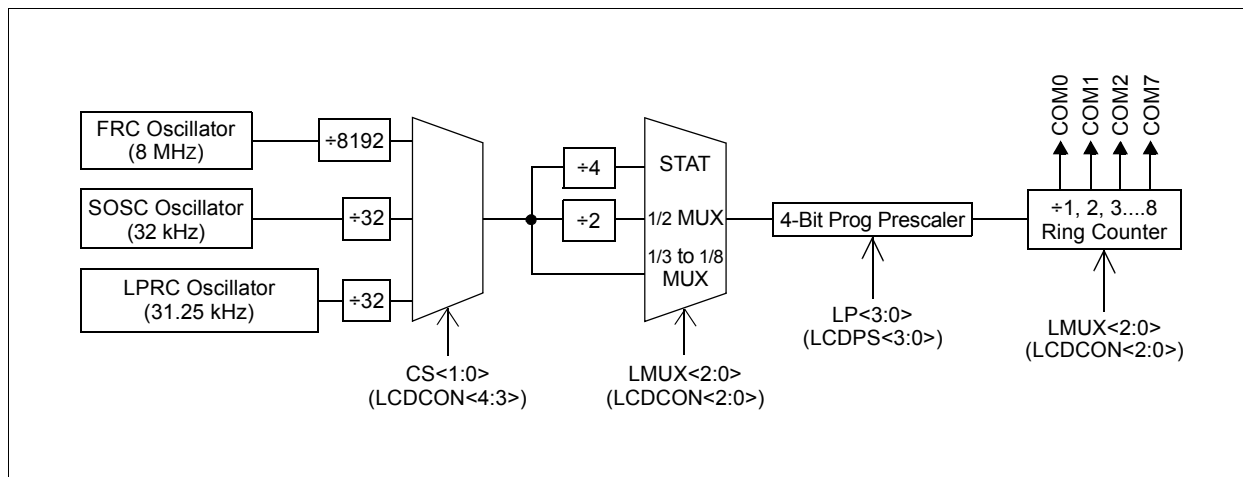 FRC Oscillator
(8 MHz)
÷8192
SOSC Oscillator
(32 kHz)
÷32
LPRC Oscillator
(31.25 kHz)
÷32
CS<1:0>
(LCDCON<4:3>)
÷4
÷2
STAT
1/2 MUX
1/3 to 1/8
MUX
LMUX<2:0>
(LCDCON<2:0>)
4-Bit Prog Prescaler
LP<3:0>
(LCDPS<3:0>)
COM0
COM1
COM2
COM7
÷1, 2, 3....8
Ring Counter
LMUX<2:0>
(LCDCON<2:0>)